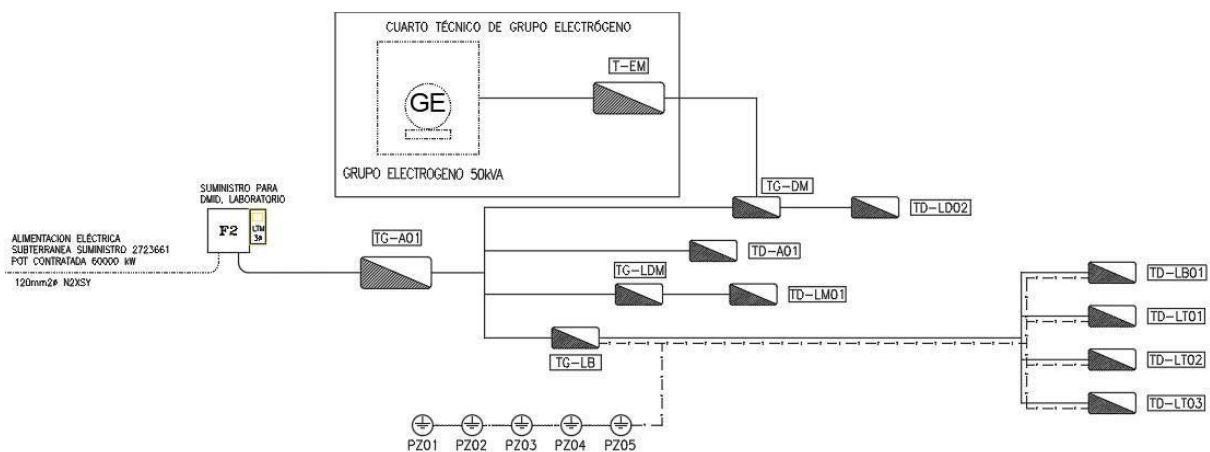 CUARTO TÉCNICO DE GRUPO ELECTRÓGENO
T-EM
GE
GRUPO ELECTROGENO 50kVA
SUMINISTRO PARA
DMID, LABORATORIO
F2
LTM
3ø
ALIMENTACION ELÉCTRICA
SUBTERRANEA SUMINISTRO 2723661
POT CONTRATADA 60000 kW
120mm2ø N2XSY
TG-A01
TG-DM
TD-LD02
TD-A01
TG-LDM
TD-LM01
TG-LB
TD-LB01
TD-LT01
TD-LT02
TD-LT03
PZ01 PZ02 PZ03 PZ04 PZ05